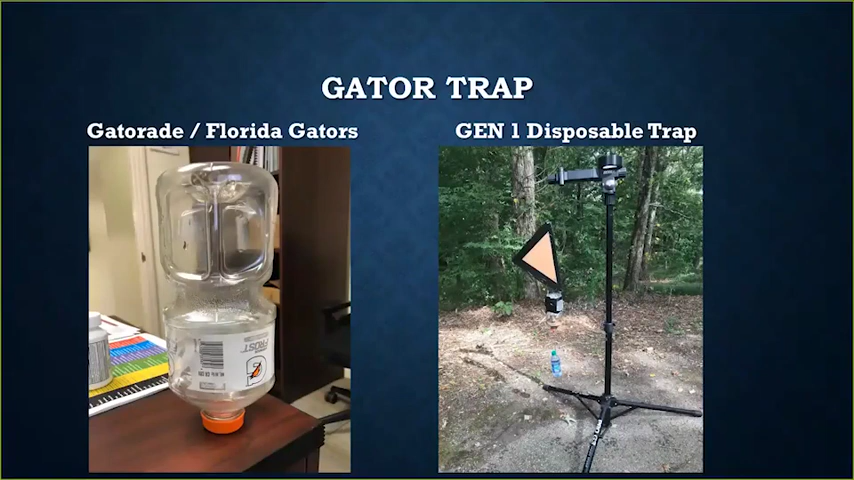 GATOR TRAP
Gatorade / Florida Gators
GEN 1 Disposable Trap
FROST